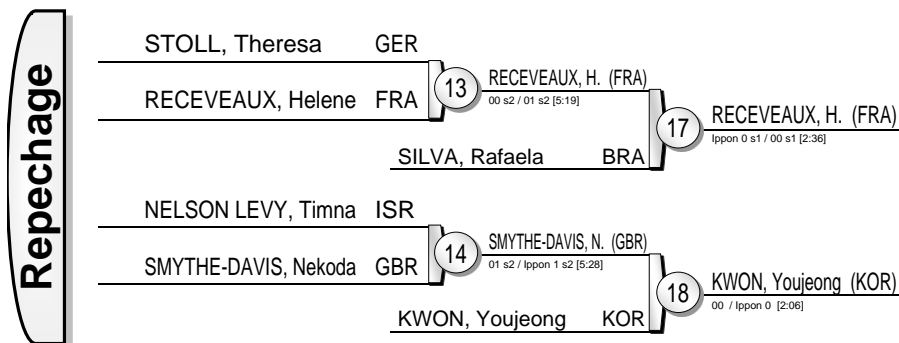 Repechage
STOLL, Theresa GER
RECEVEAUX, Helene FRA
13
RECEVEAUX, H. (FRA)
00 s2 / 01 s2 [5:19]
SILVA, Rafaela BRA
17
RECEVEAUX, H. (FRA)
Ippon 0 s1 / 00 s1 [2:36]
NELSON LEVY, Timna ISR
SMYTHE-DAVIS, Nekoda GBR
14
SMYTHE-DAVIS, N. (GBR)
01 s2 / Ippon 1 s2 [5:28]
KWON, Youjeong KOR
18
KWON, Youjeong (KOR)
00 / Ippon 0 [2:06]